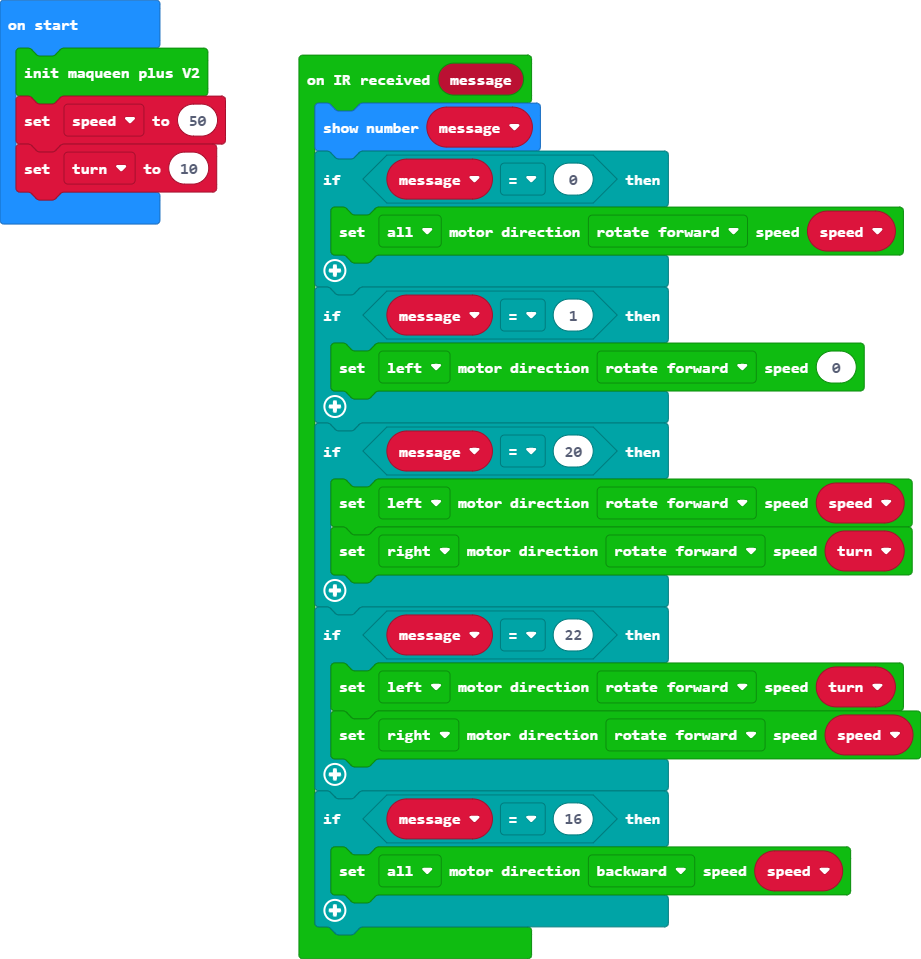 on start
init maqueen plus V2
set speed to 50
set turn to 10
on IR received message
show number message
if message = 0 then
set all motor direction rotate forward speed speed
if message = 1 then
set left motor direction rotate forward speed 0
if message = 20 then
set left motor direction rotate forward speed speed
set right motor direction rotate forward speed turn
if message = 22 then
set left motor direction rotate forward speed turn
set right motor direction rotate forward speed speed
if message = 16 then
set all motor direction backward speed speed